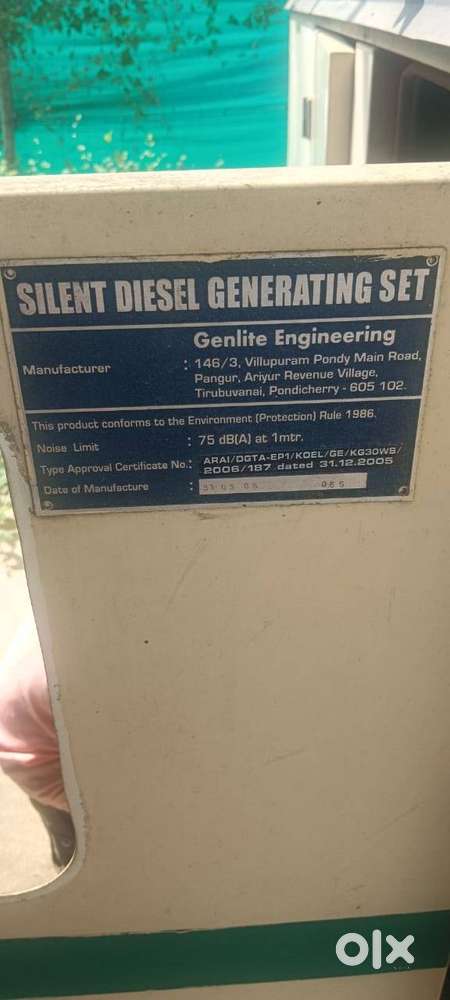 SILENT DIESEL GENERATING SET
Genlite Engineering
Manufacturer : 146/3, Villupuram Pondy Main Road,
Pangur, Ariyur Revenue Village,
Tirubuvanai, Pondicherry - 605 102.
This product conforms to the Environment (Protection) Rule 1986.
Noise Limit : 75 dB(A) at 1mtr.
Type Approval Certificate No.: ARAI/DGTA-EP1/KOEL/GE/KG30WS/
2006/187 dated 31.12.2005
Date of Manufacture :
olx